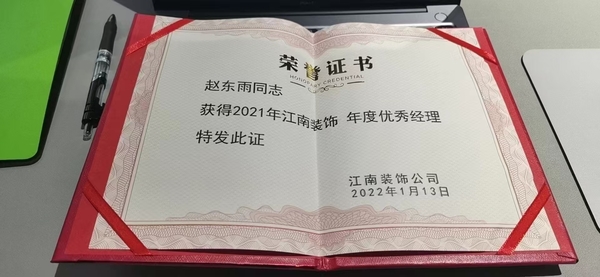 荣誉证书
HONORARY CREDENTIAL
赵东雨同志
获得2021年江南装饰 年度优秀经理
特发此证
江南装饰公司
2022年1月13日